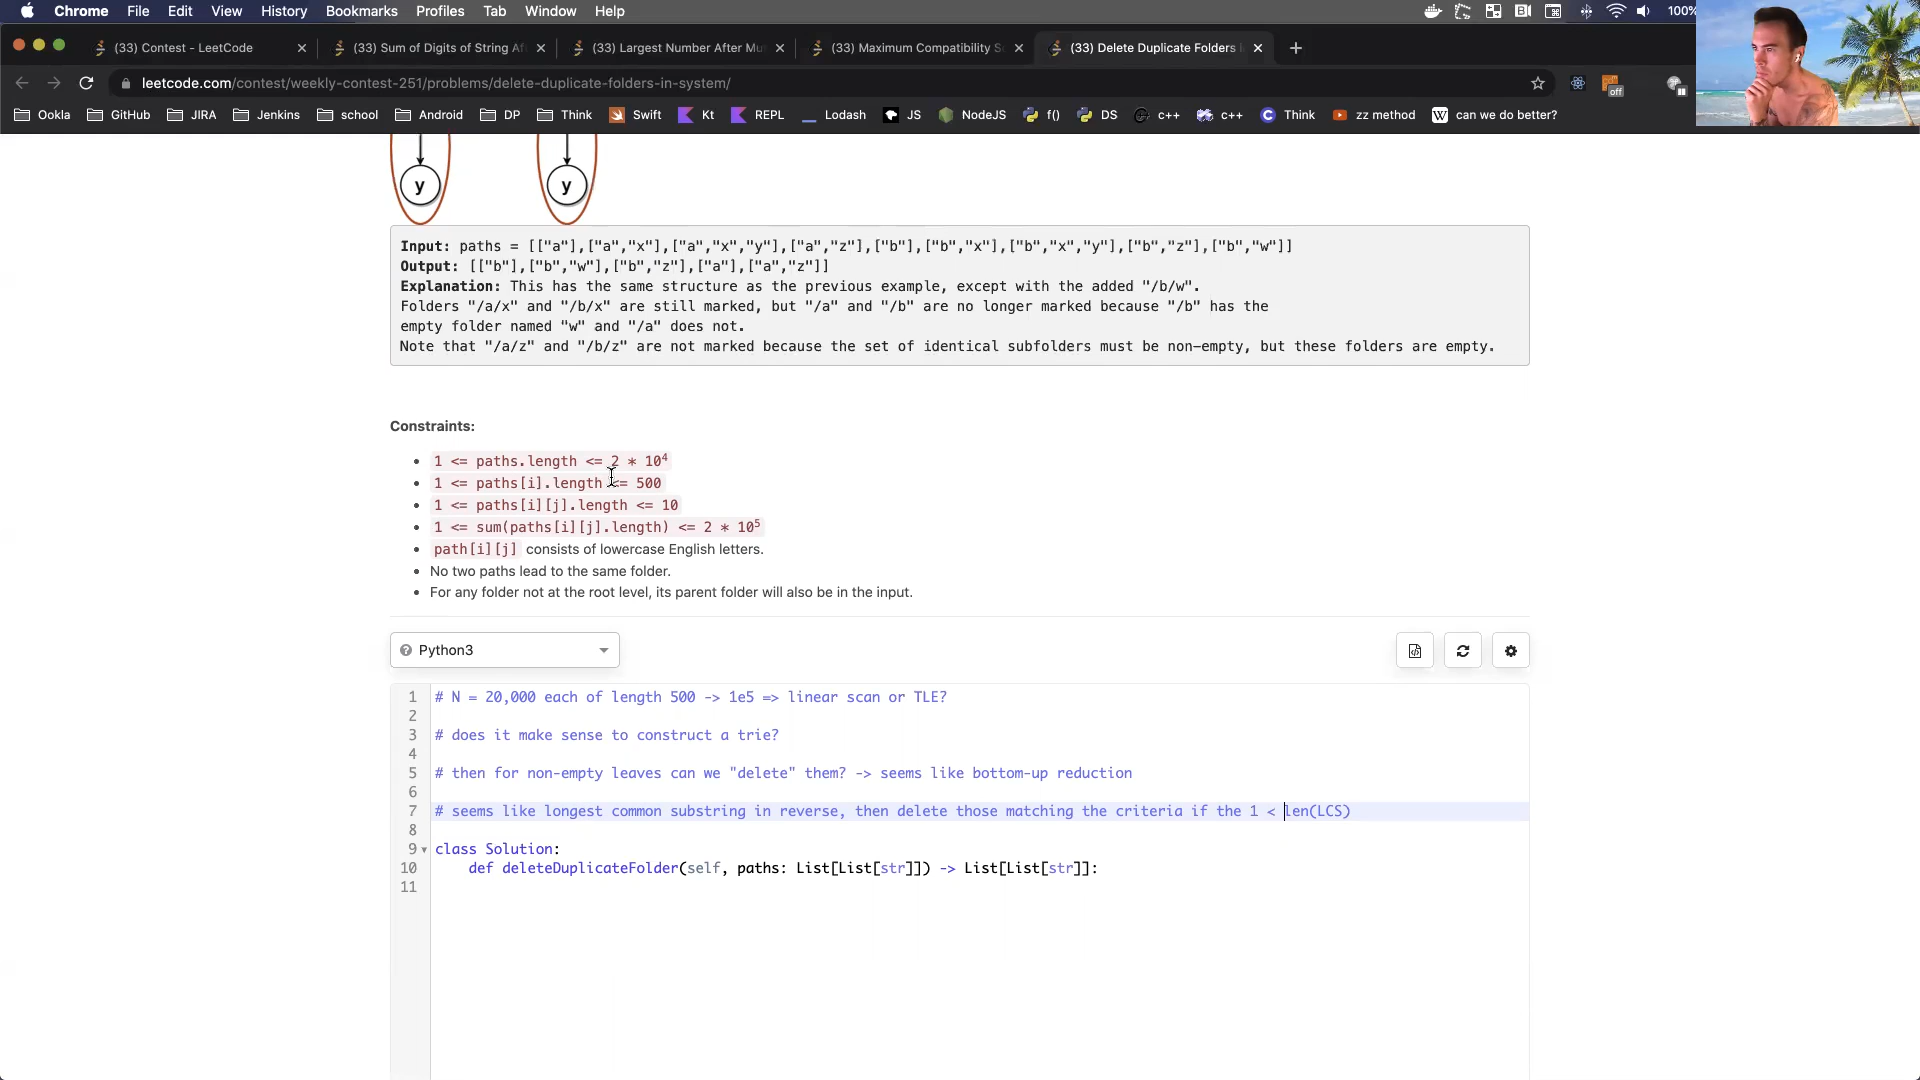 Chrome File Edit View History Bookmarks Profiles Tab Window Help 100%
(33) Contest - LeetCode (33) Sum of Digits of String Af (33) Largest Number After Mu (33) Maximum Compatibility S (33) Delete Duplicate Folders
leetcode.com/contest/weekly-contest-251/problems/delete-duplicate-folders-in-system/ off
Ookla GitHub JIRA Jenkins school Android DP Think Swift Kt REPL Lodash JS NodeJS f() DS c++ c++ Think zz method can we do better?
y y
Input: paths = [["a"],["a","x"],["a","x","y"],["a","z"],["b"],["b","x"],["b","x","y"],["b","z"],["b","w"]]
Output: [["b"],["b","w"],["b","z"],["a"],["a","z"]]
Explanation: This has the same structure as the previous example, except with the added "/b/w".
Folders "/a/x" and "/b/x" are still marked, but "/a" and "/b" are no longer marked because "/b" has the
empty folder named "w" and "/a" does not.
Note that "/a/z" and "/b/z" are not marked because the set of identical subfolders must be non-empty, but these folders are empty.
Constraints:
1 <= paths.length <= 2 * 10⁴
1 <= paths[i].length <= 500
1 <= paths[i][j].length <= 10
1 <= sum(paths[i][j].length) <= 2 * 10⁵
path[i][j] consists of lowercase English letters.
No two paths lead to the same folder.
For any folder not at the root level, its parent folder will also be in the input.
Python3
1 # N = 20,000 each of length 500 -> 1e5 => linear scan or TLE?
2
3 # does it make sense to construct a trie?
4
5 # then for non-empty leaves can we "delete" them? -> seems like bottom-up reduction
6
7 # seems like longest common substring in reverse, then delete those matching the criteria if the 1 < len(LCS)
8
9 class Solution:
10 def deleteDuplicateFolder(self, paths: List[List[str]]) -> List[List[str]]:
11